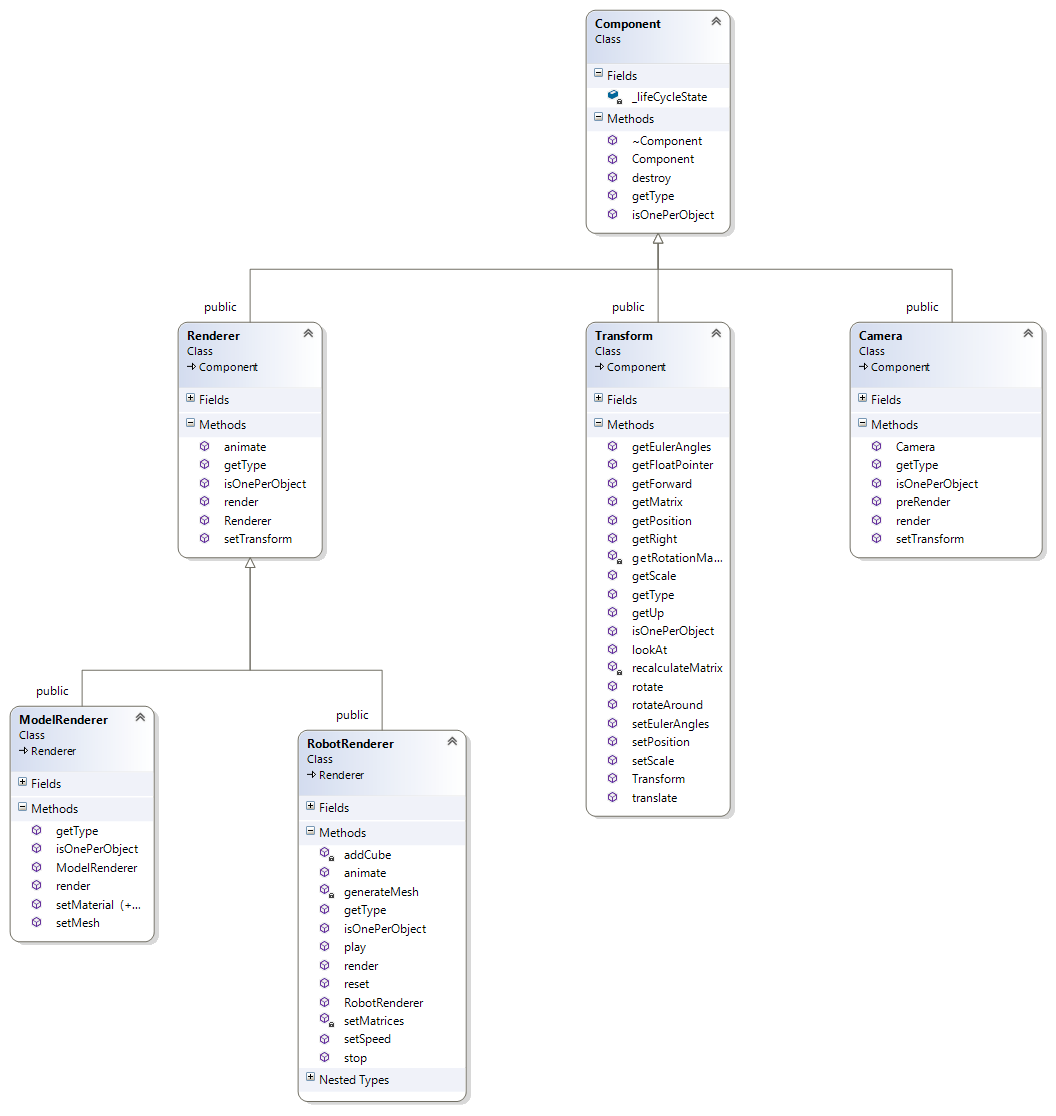 Component
Class
Fields
_lifeCycleState
Methods
~Component
Component
destroy
getType
isOnePerObject
public
public
public
Renderer
Class
Component
Fields
Methods
animate
getType
isOnePerObject
render
Renderer
setTransform
Transform
Class
Component
Fields
Methods
getEulerAngles
getFloatPointer
getForward
getMatrix
getPosition
getRight
getRotationMa...
getScale
getType
getUp
isOnePerObject
lookAt
recalculateMatrix
rotate
rotateAround
setEulerAngles
setPosition
setScale
Transform
translate
Camera
Class
Component
Fields
Methods
Camera
getType
isOnePerObject
preRender
render
setTransform
public
public
ModelRenderer
Class
Renderer
Fields
Methods
getType
isOnePerObject
ModelRenderer
render
setMaterial (+...
setMesh
RobotRenderer
Class
Renderer
Fields
Methods
addCube
animate
generateMesh
getType
isOnePerObject
play
render
reset
RobotRenderer
setMatrices
setSpeed
stop
Nested Types